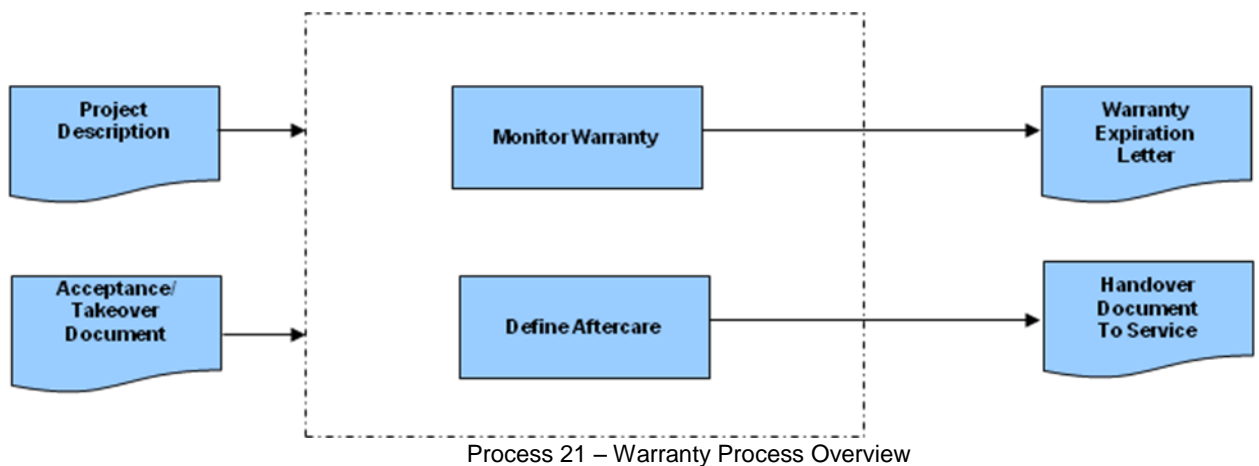 Project
Description
Monitor Warranty
Warranty
Expiration
Letter
Acceptance/
Takeover
Document
Define Aftercare
Handover
Document
To Service
Process 21 – Warranty Process Overview